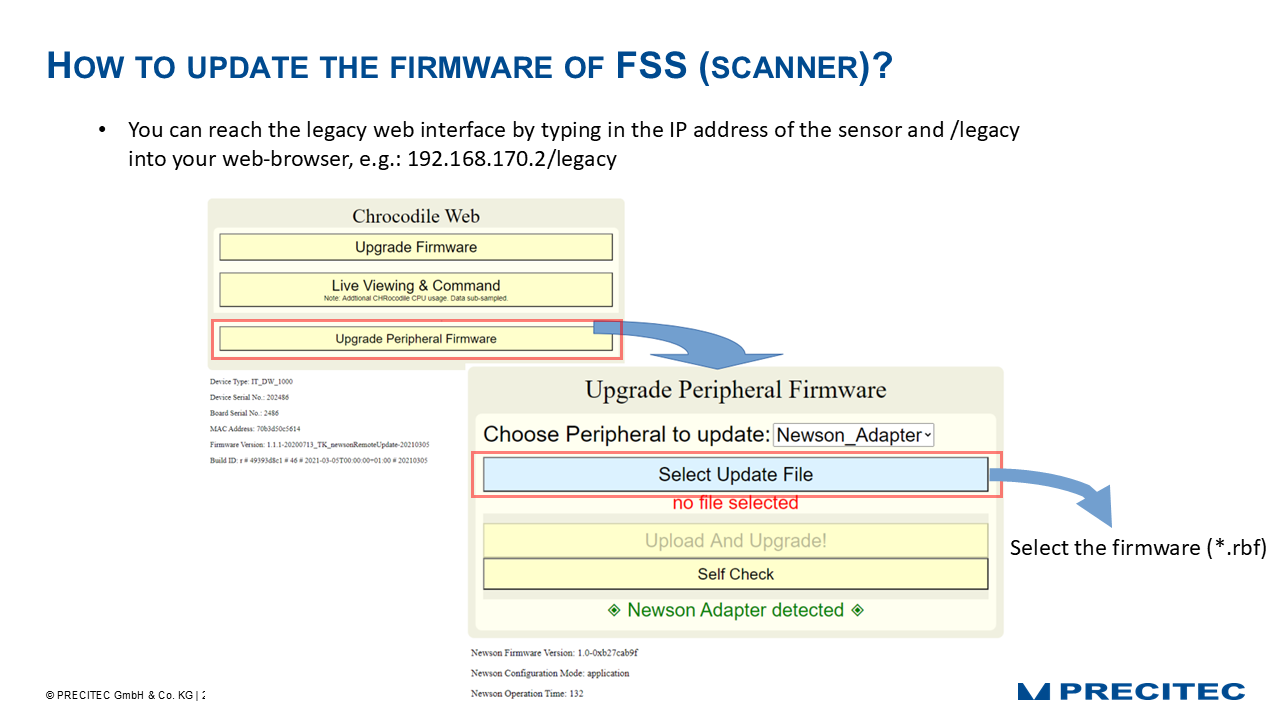 HOW TO UPDATE THE FIRMWARE OF FSS (SCANNER)?
• You can reach the legacy web interface by typing in the IP address of the sensor and /legacy
into your web-browser, e.g.: 192.168.170.2/legacy
Chrocodile Web
Upgrade Firmware
Live Viewing & Command
Note: Addtional CHRocodile CPU usage. Data sub-sampled.
Upgrade Peripheral Firmware
Device Type: IT_DW_1000
Device Serial No.: 202486
Board Serial No.: 2486
MAC Address: 70b3d50c5614
Firmware Version: 1.1.1-20200713_TK_newsonRemoteUpdate-20210305
Build ID: r # 49393d8c1 # 46 # 2021-03-05T00:00:00+01:00 # 20210305
Upgrade Peripheral Firmware
Choose Peripheral to update: Newson_Adapter
Select Update File
no file selected
Upload And Upgrade!
Self Check
Newson Adapter detected
Select the firmware (*.rbf)
Newson Firmware Version: 1.0-0xb27cab9f
Newson Configuration Mode: application
Newson Operation Time: 132
© PRECITEC GmbH & Co. KG |
PRECITEC